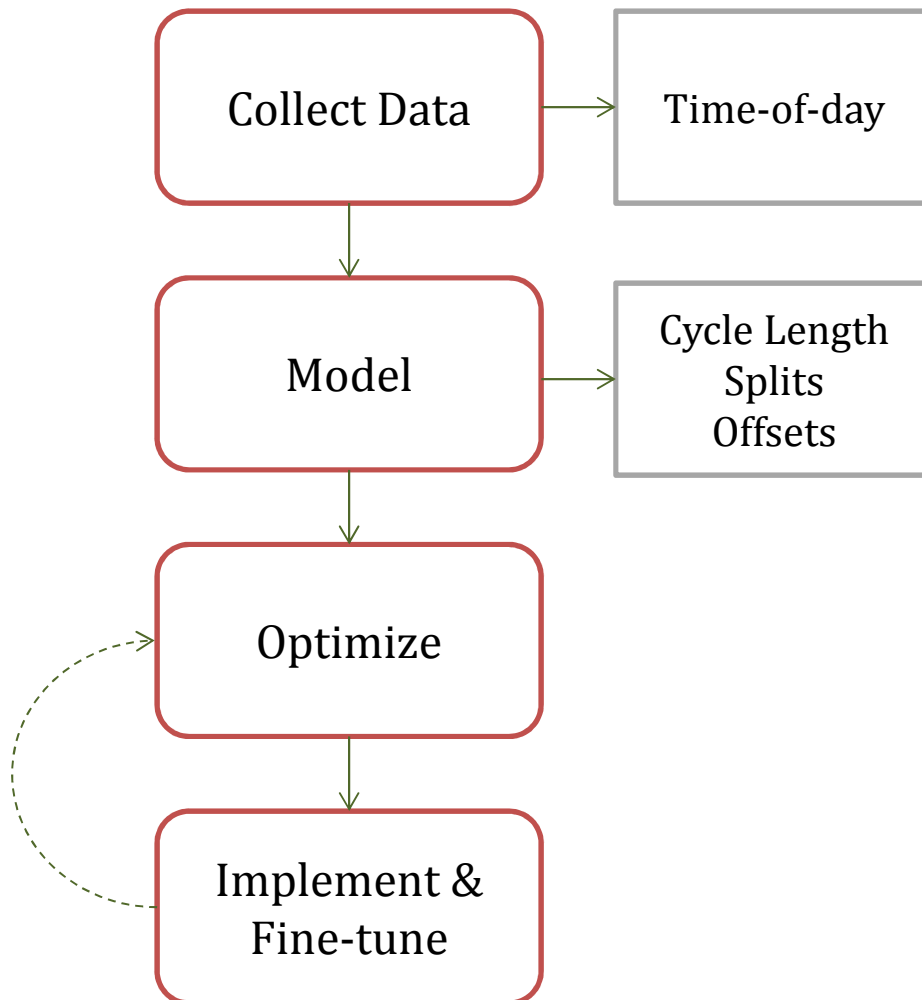 Collect Data
Time-of-day
Model
Cycle Length
Splits
Offsets
Optimize
Implement &
Fine-tune